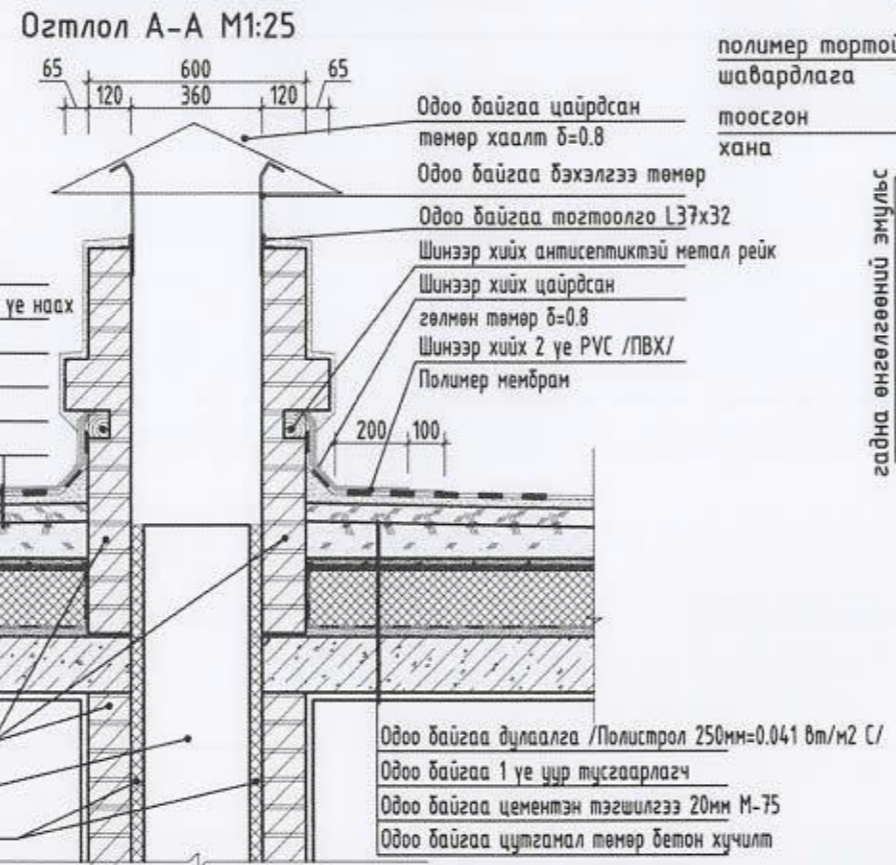 Огтлол А-А М1:25
65
600
65
120
360
120
Одоо байгаа цайрдсан
төмөр хаалт δ=0.8
Одоо байгаа бэхэлгээ төмөр
Одоо байгаа тогтоолго L37x32
Шинээр хийх антисептиктэй метал рейк
Шинээр хийх цайрдсан
гөлмөн төмөр δ=0.8
Шинээр хийх 2 үе PVC /ПВХ/
Полимер мембрам
200
100
үе наах
полимер тортой
шавардлага
тоосгон
хана
гадна өнгөлгөөний эмульс
Одоо байгаа дулаалга /Полистрол 250мм=0.041 вт/м2 С/
Одоо байгаа 1 үе уур тусгаарлагч
Одоо байгаа цементэн тэгшилгээ 20мм М-75
Одоо байгаа цутгамал төмөр бетон хучилт